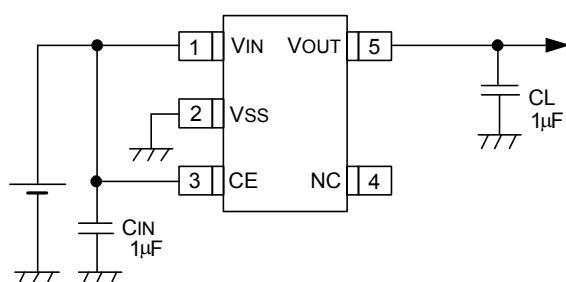 1 VIN VOUT 5
CL
1μF
2 VSS
3 CE NC 4
CIN
1μF